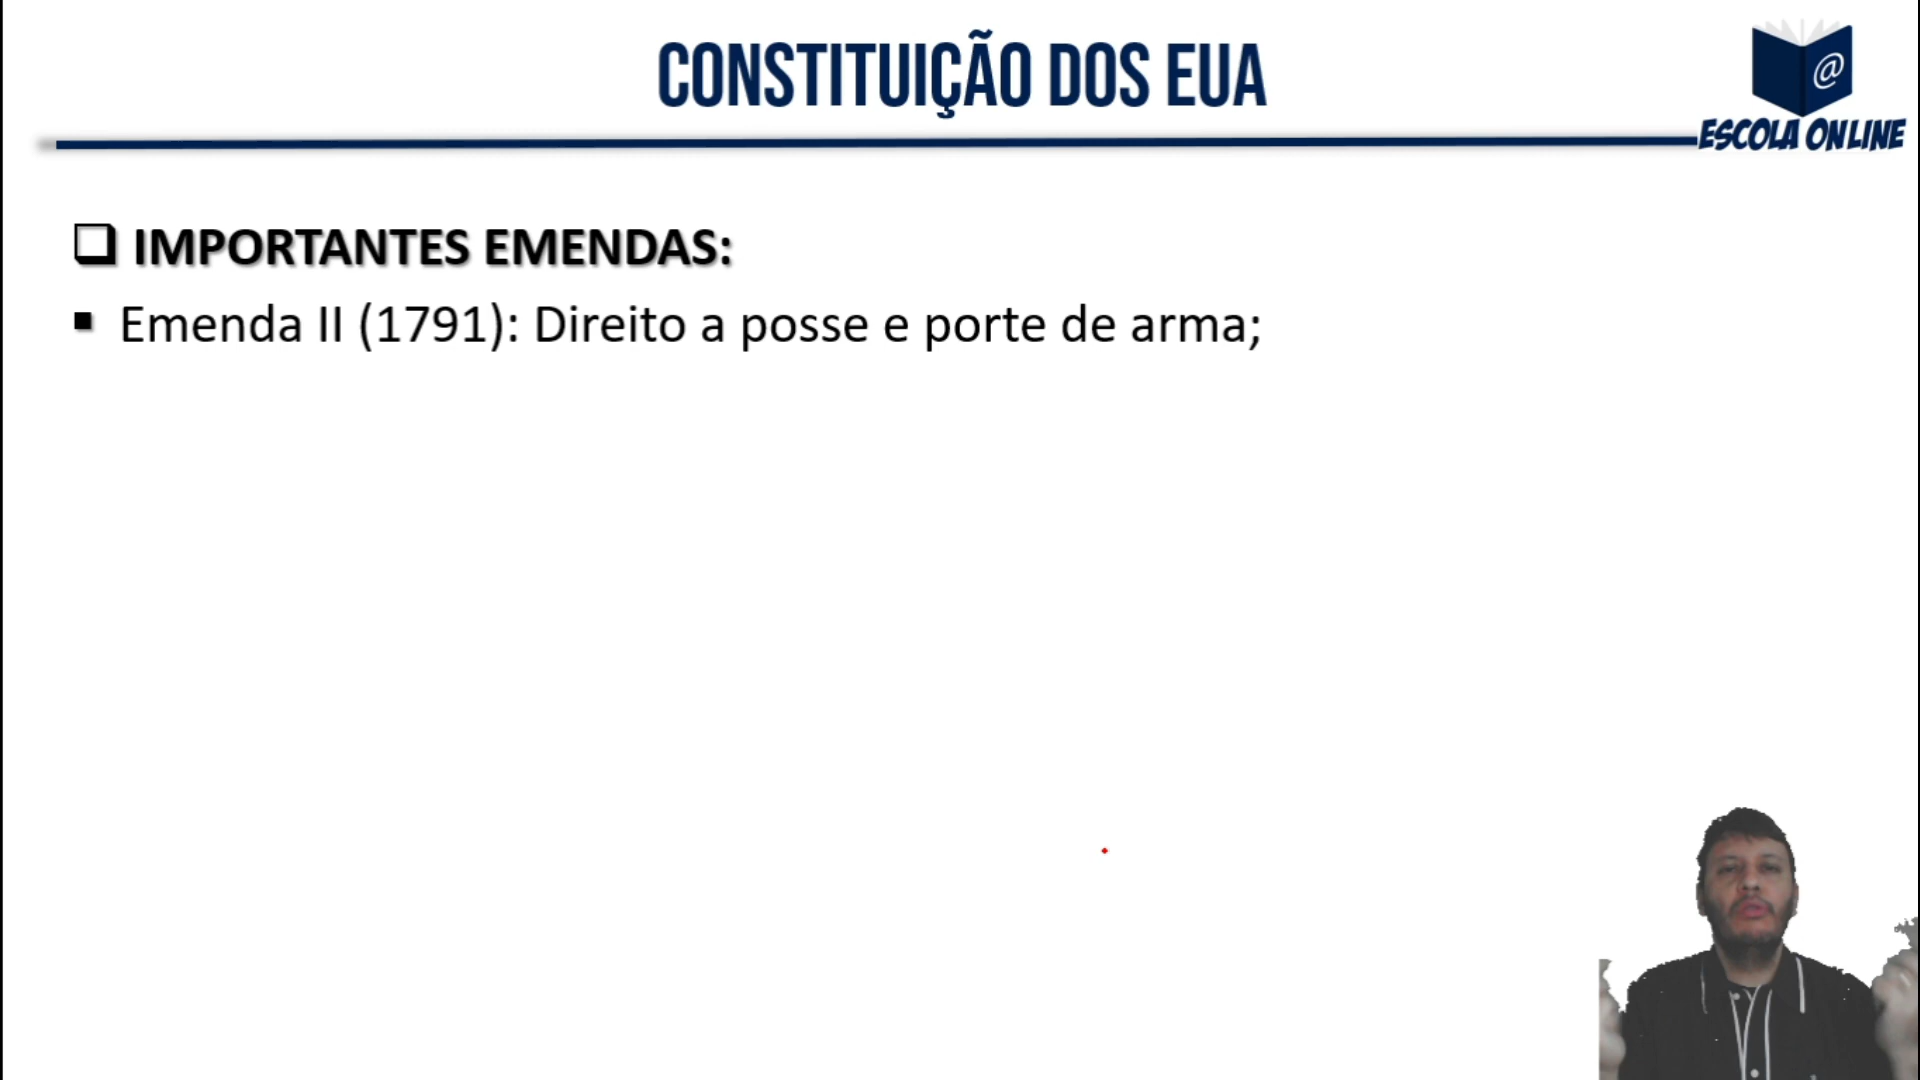 CONSTITUIÇÃO DOS EUA
@
ESCOLA ONLINE
IMPORTANTES EMENDAS:
Emenda II (1791): Direito a posse e porte de arma;